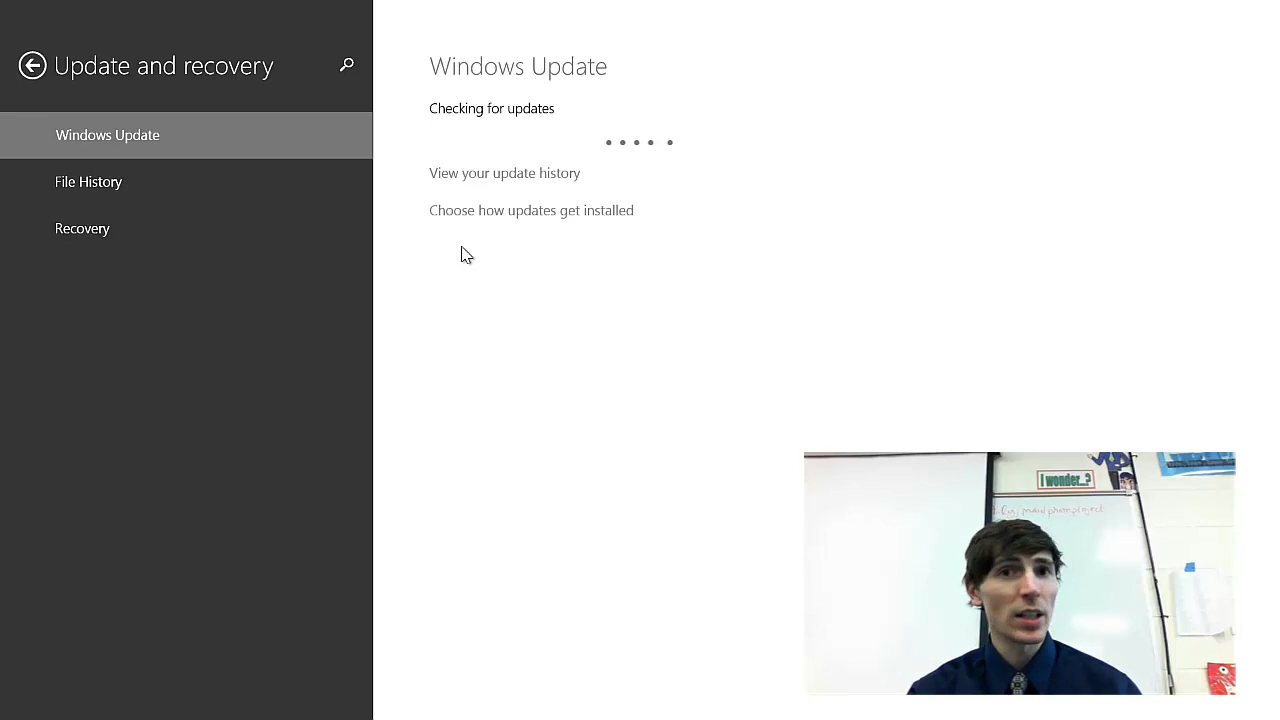 Update and recovery
Windows Update
File History
Recovery
Windows Update
Checking for updates
View your update history
Choose how updates get installed
I wonder...?